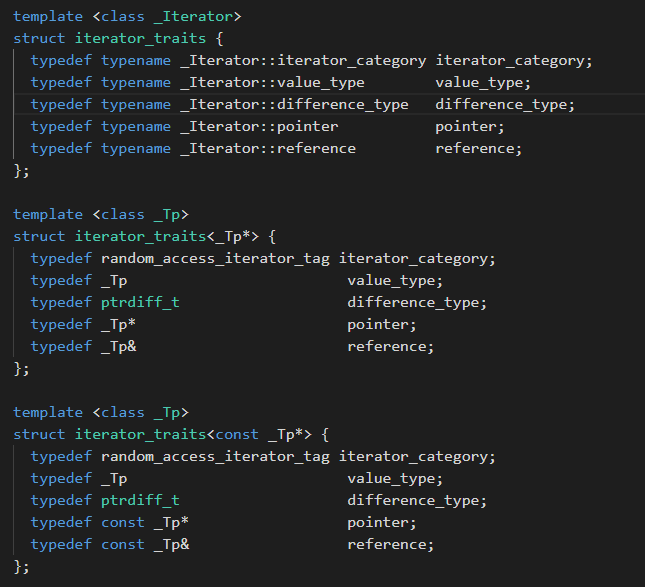 template <class _Iterator>
struct iterator_traits {
  typedef typename _Iterator::iterator_category iterator_category;
  typedef typename _Iterator::value_type        value_type;
  typedef typename _Iterator::difference_type   difference_type;
  typedef typename _Iterator::pointer           pointer;
  typedef typename _Iterator::reference         reference;
};

template <class _Tp>
struct iterator_traits<_Tp*> {
  typedef random_access_iterator_tag iterator_category;
  typedef _Tp                         value_type;
  typedef ptrdiff_t                   difference_type;
  typedef _Tp*                        pointer;
  typedef _Tp&                        reference;
};

template <class _Tp>
struct iterator_traits<const _Tp*> {
  typedef random_access_iterator_tag iterator_category;
  typedef _Tp                         value_type;
  typedef ptrdiff_t                   difference_type;
  typedef const _Tp*                  pointer;
  typedef const _Tp&                  reference;
};